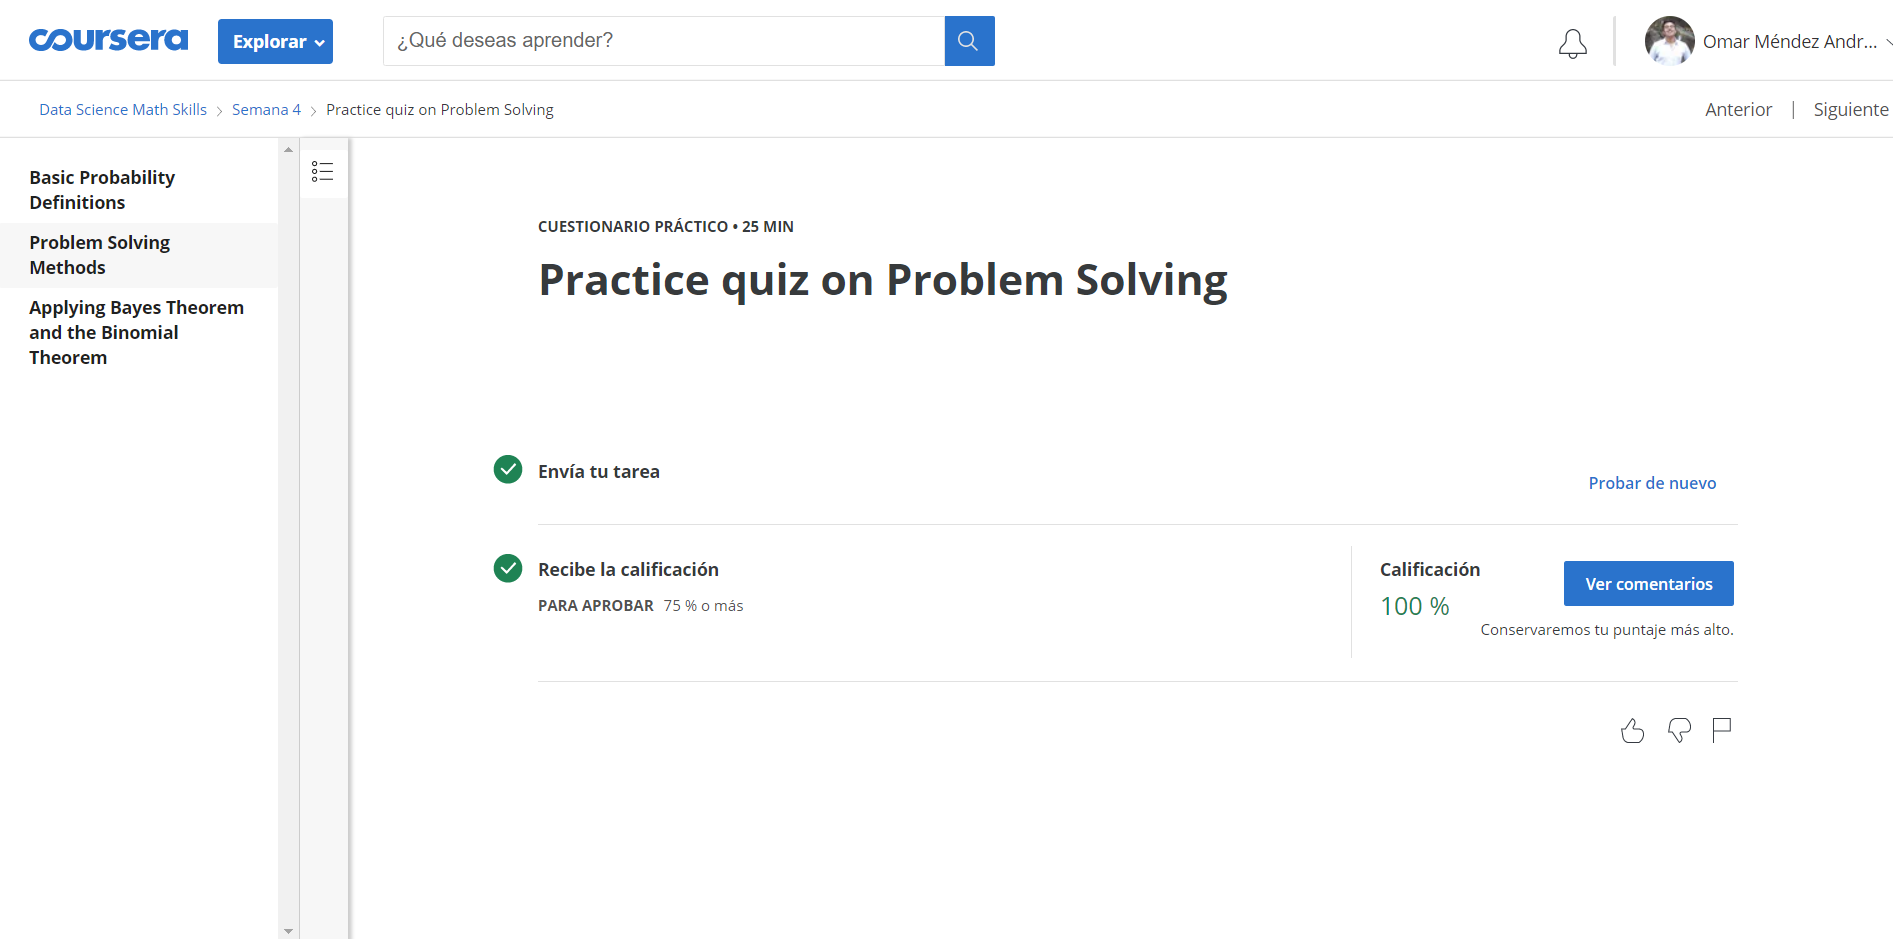 coursera
Explorar
¿Qué deseas aprender?
Omar Méndez Andr...
Data Science Math Skills > Semana 4 > Practice quiz on Problem Solving
Anterior | Siguiente
Basic Probability
Definitions
Problem Solving
Methods
Applying Bayes Theorem
and the Binomial
Theorem
CUESTIONARIO PRÁCTICO • 25 MIN
Practice quiz on Problem Solving
Envía tu tarea
Probar de nuevo
Recibe la calificación
PARA APROBAR 75 % o más
Calificación
100 %
Ver comentarios
Conservaremos tu puntaje más alto.